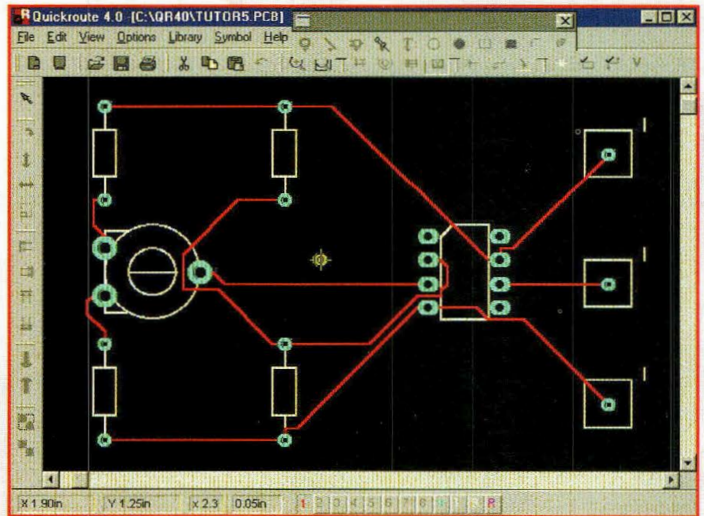 Quickroute 4.0 -[C:\QR40\TUTOR5.PCB]
File Edit View Options Library Symbol Help
X 1.90in Y 1.25in x 2.3 0.05in 1 2 3 4 5 6 7 8 R